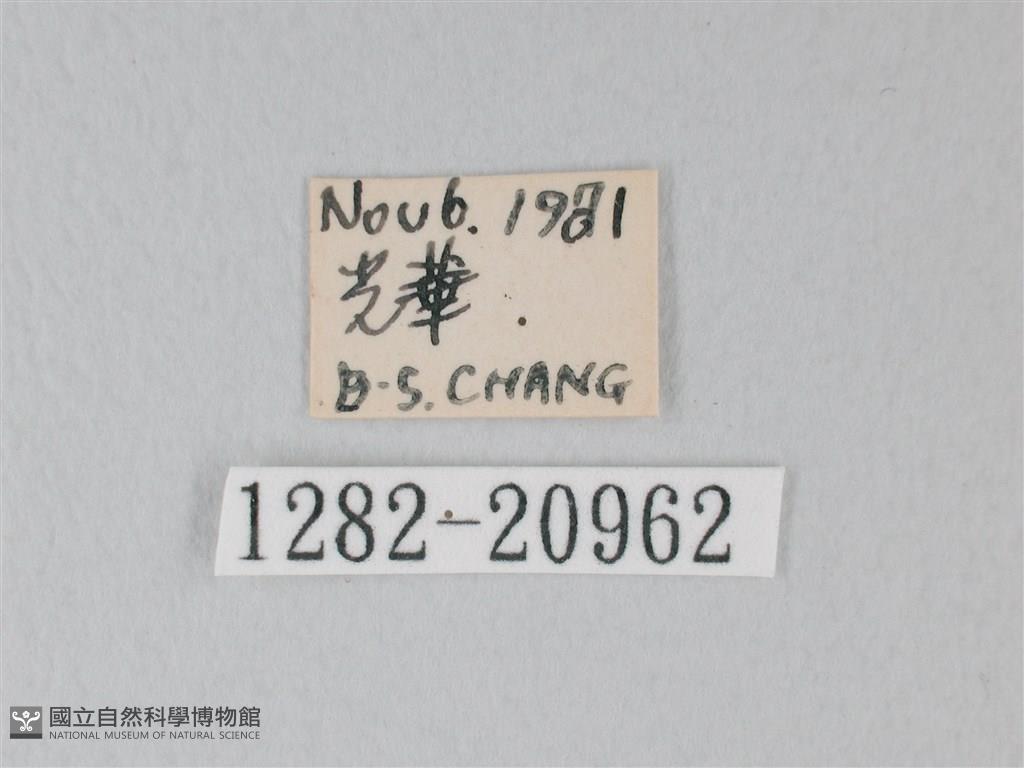 Nov 6. 1981
光華
B-S. CHANG
1282-20962
國立自然科學博物館
NATIONAL MUSEUM OF NATURAL SCIENCE